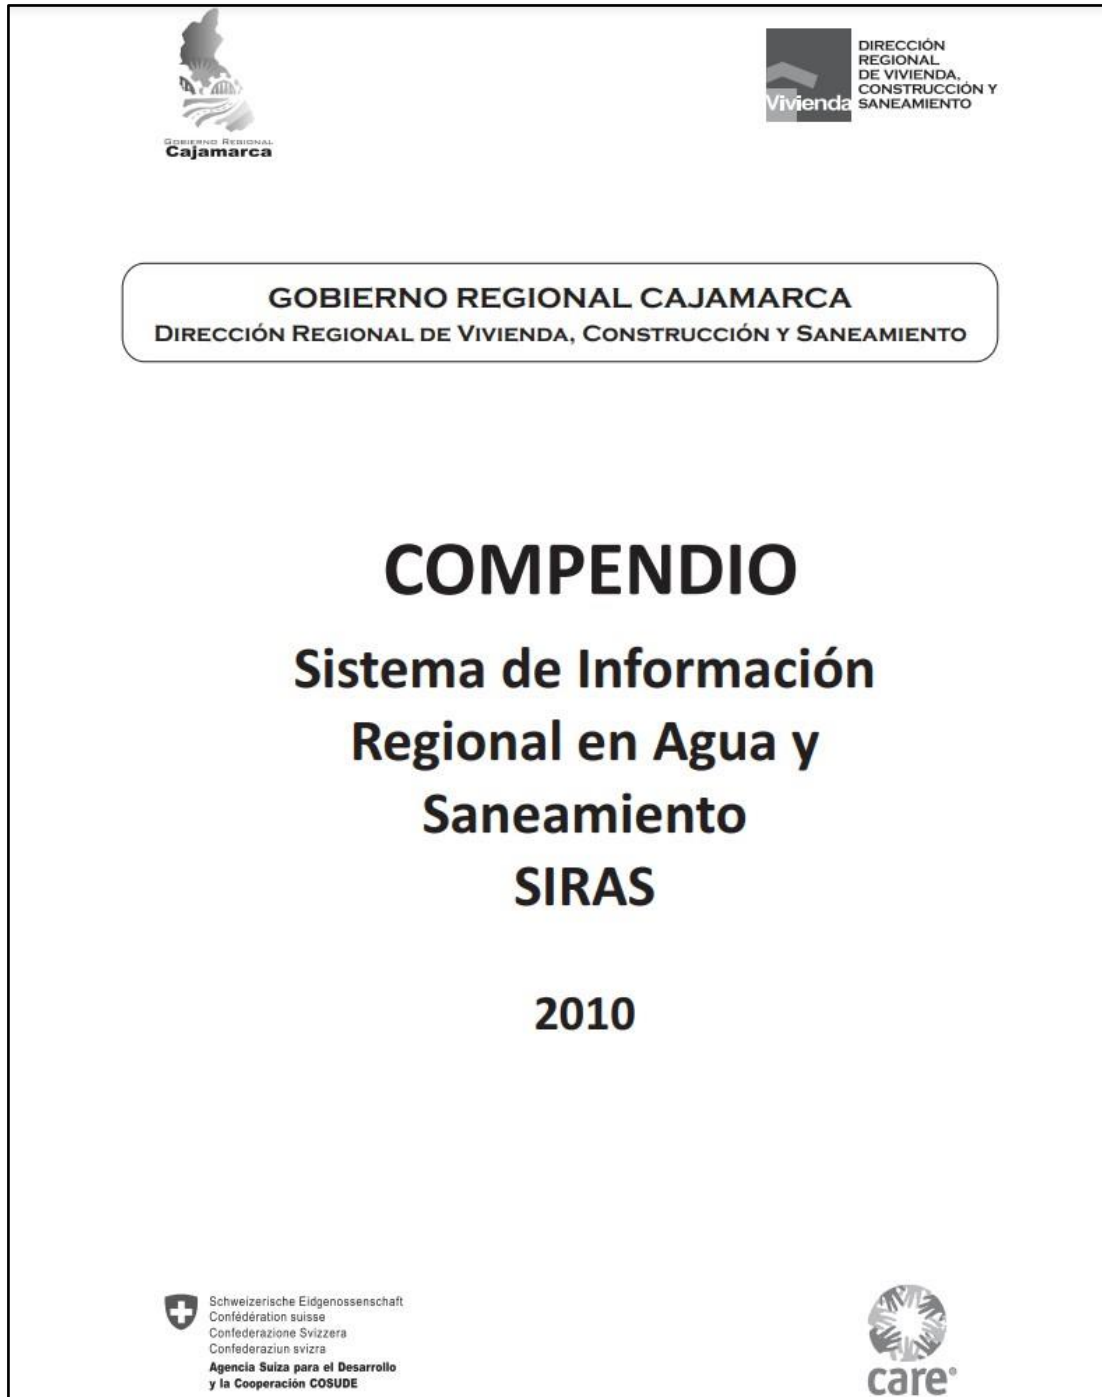 GOBIERNO REGIONAL
Cajamarca
Vivienda
DIRECCIÓN
REGIONAL
DE VIVIENDA,
CONSTRUCCIÓN Y
SANEAMIENTO
GOBIERNO REGIONAL CAJAMARCA
DIRECCIÓN REGIONAL DE VIVIENDA, CONSTRUCCIÓN Y SANEAMIENTO
COMPENDIO
Sistema de Información
Regional en Agua y
Saneamiento
SIRAS
2010
Schweizerische Eidgenossenschaft
Confédération suisse
Confederazione Svizzera
Confederaziun svizra
Agencia Suiza para el Desarrollo
y la Cooperación COSUDE
care®